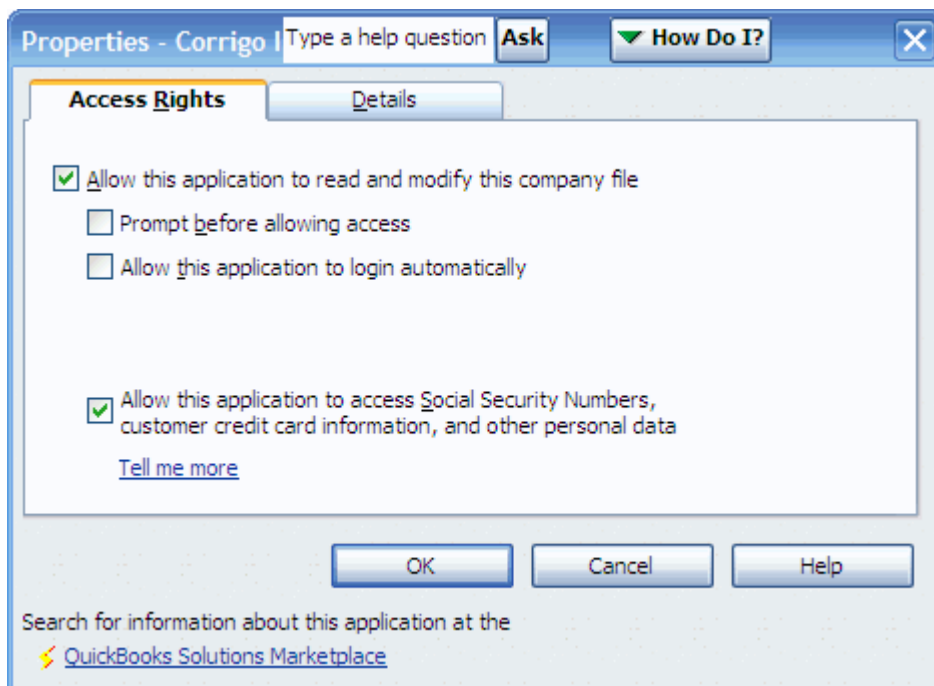 Properties - Corrigo I Type a help question Ask How Do I?
Access Rights Details
Allow this application to read and modify this company file
Prompt before allowing access
Allow this application to login automatically
Allow this application to access Social Security Numbers,
customer credit card information, and other personal data
Tell me more
OK Cancel Help
Search for information about this application at the
QuickBooks Solutions Marketplace